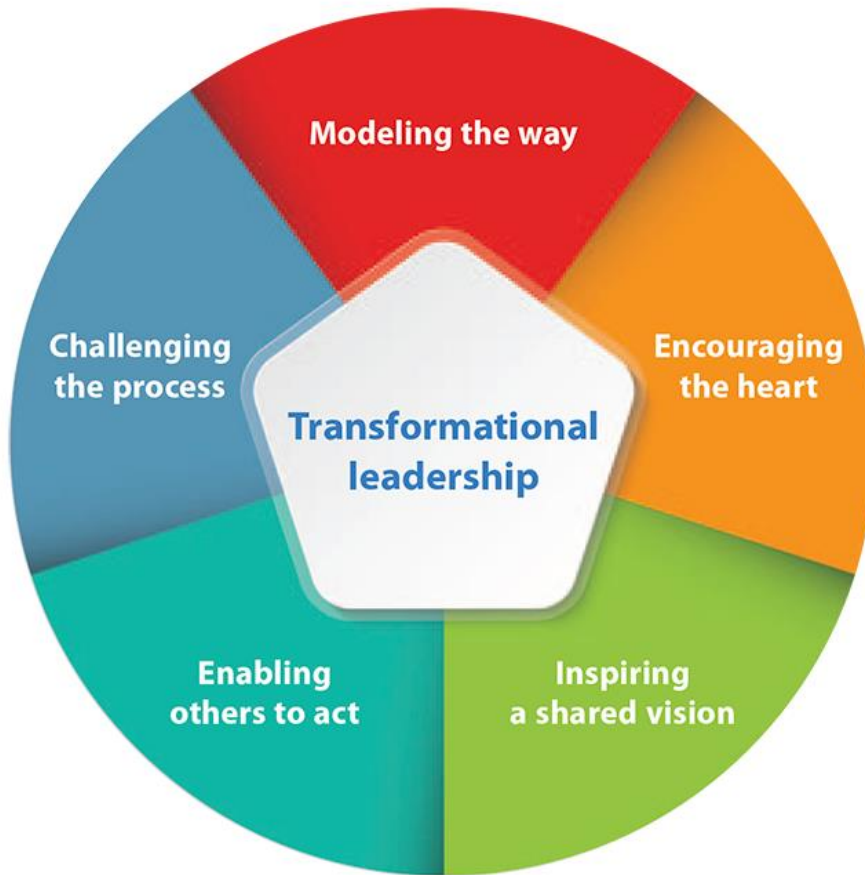 Modeling the way
Encouraging
the heart
Inspiring
a shared vision
Enabling
others to act
Challenging
the process
Transformational
leadership